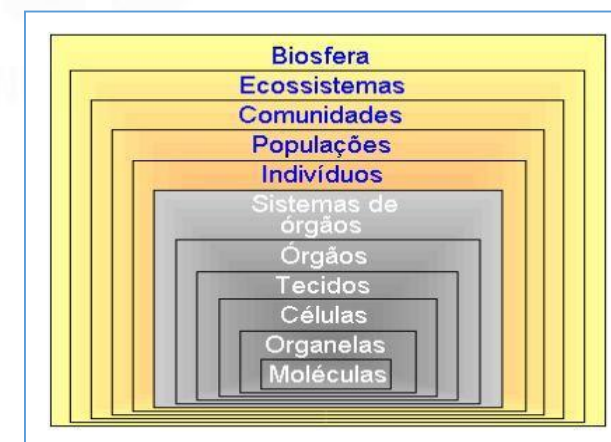 Biosfera
Ecossistemas
Comunidades
Populações
Indivíduos
Sistemas de
órgãos
Órgãos
Tecidos
Células
Organelas
Moléculas